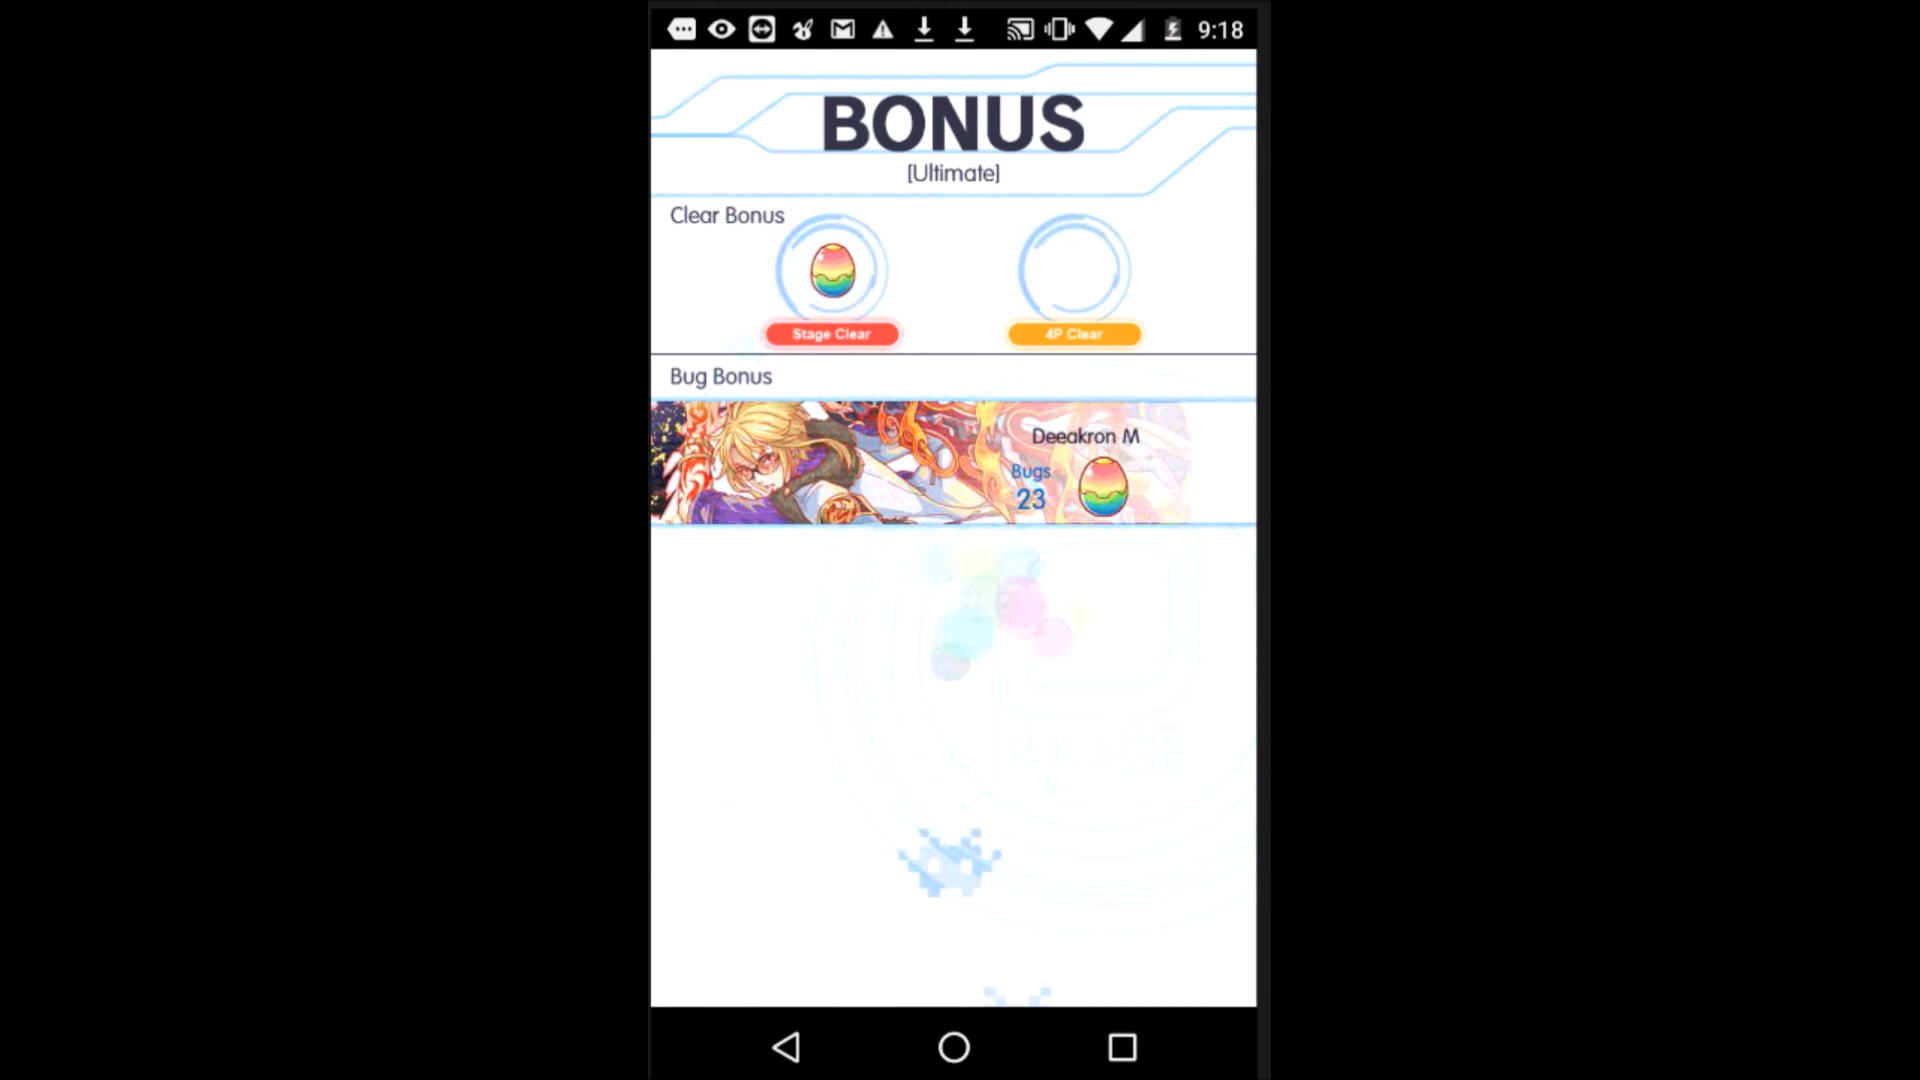 9:18
BONUS
[Ultimate]
Clear Bonus
Stage Clear
4P Clear
Bug Bonus
Deeakron M
Bugs
23